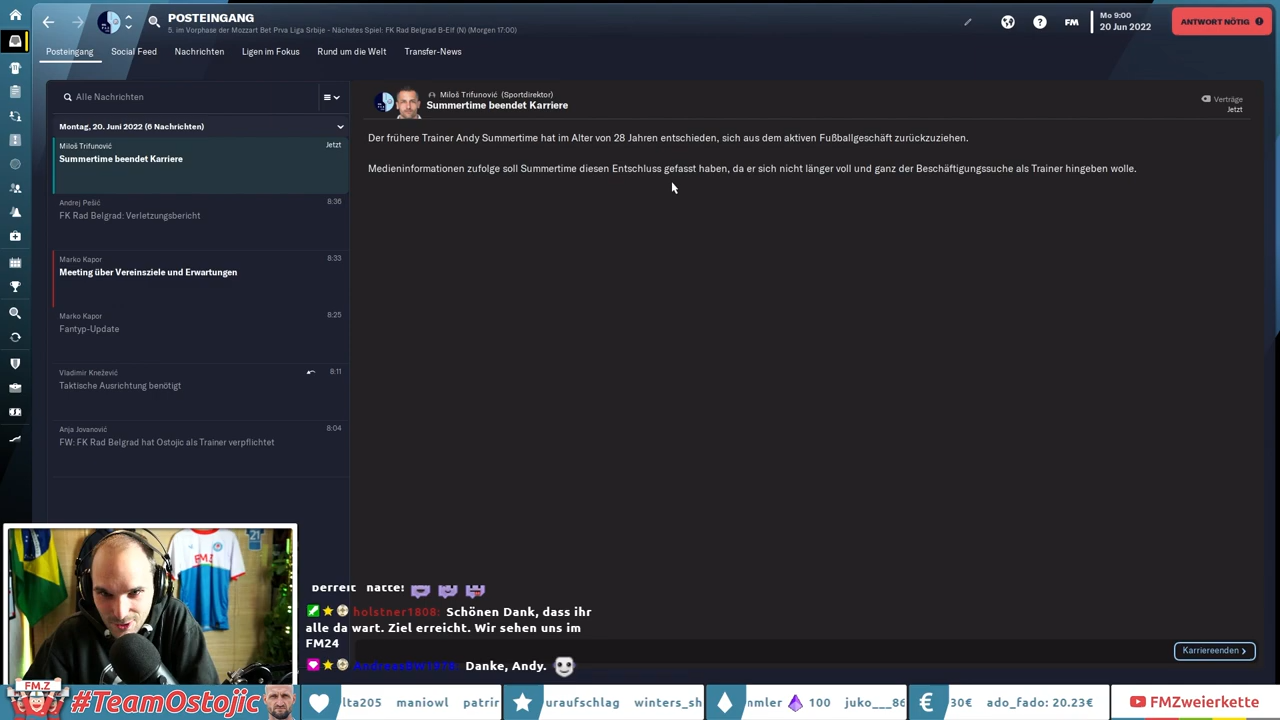 POSTEINGANG
5. im Vorphase der Mozzart Bet Prva Liga Srbije - Nächstes Spiel: FK Rad Belgrad B-Elf (N) (Morgen 17:00)
FM
Mo 9:00
20 Jun 2022
ANTWORT NÖTIG
Posteingang
Social Feed
Nachrichten
Ligen im Fokus
Rund um die Welt
Transfer-News
Alle Nachrichten
Montag, 20. Juni 2022 (6 Nachrichten)
Miloš Trifunović
Jetzt
Summertime beendet Karriere
Andrej Pešić
8:36
FK Rad Belgrad: Verletzungsbericht
Marko Kapor
8:33
Meeting über Vereinsziele und Erwartungen
Marko Kapor
8:25
Fantyp-Update
Vladimir Knežević
8:11
Taktische Ausrichtung benötigt
Anja Jovanović
8:04
FW: FK Rad Belgrad hat Ostojic als Trainer verpflichtet
Miloš Trifunović (Sportdirektor)
Summertime beendet Karriere
Verträge
Jetzt
Der frühere Trainer Andy Summertime hat im Alter von 28 Jahren entschieden, sich aus dem aktiven Fußballgeschäft zurückzuziehen.
Medieninformationen zufolge soll Summertime diesen Entschluss gefasst haben, da er sich nicht länger voll und ganz der Beschäftigungssuche als Trainer hingeben wolle.
Karriereenden
bereit hatte!
holstner1808: Schönen Dank, dass ihr
alle da wart. Ziel erreicht. Wir sehen uns im
FM24
Danke, Andy.
21
FM.Z
FM.Z
#TeamOstojic
lta205 maniowl patrir
uraufschlag winters_sh
mmler 100 juko___86
€
30€ ado_fado: 20.23€
FMZweierkette